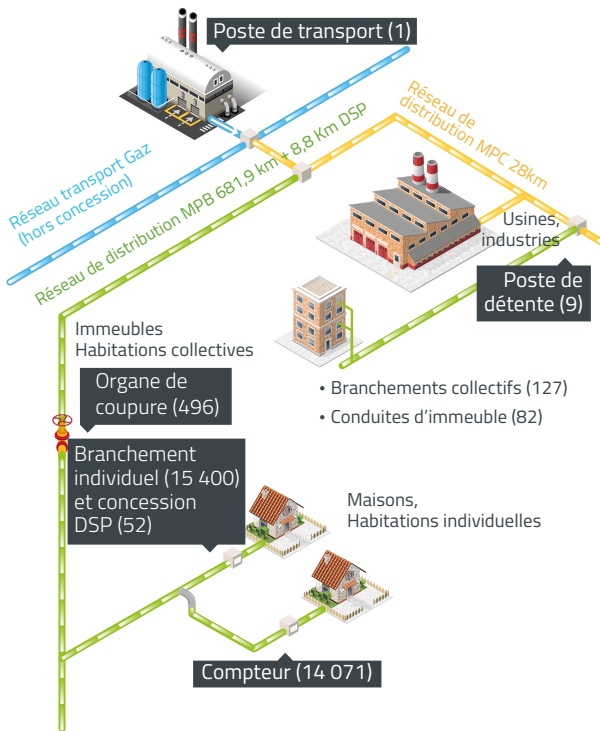 Poste de transport (1)
Réseau transport Gaz
(hors concession)
Réseau de distribution MPB 681,9 km + 8,8 Km DSP
Réseau de
distribution MPC 28km
Usines,
industries
Poste de
détente (9)
Immeubles
Habitations collectives
Organe de
coupure (496)
• Branchements collectifs (127)
• Conduites d’immeuble (82)
Branchement
individuel (15 400)
et concession
DSP (52)
Maisons,
Habitations individuelles
Compteur (14 071)